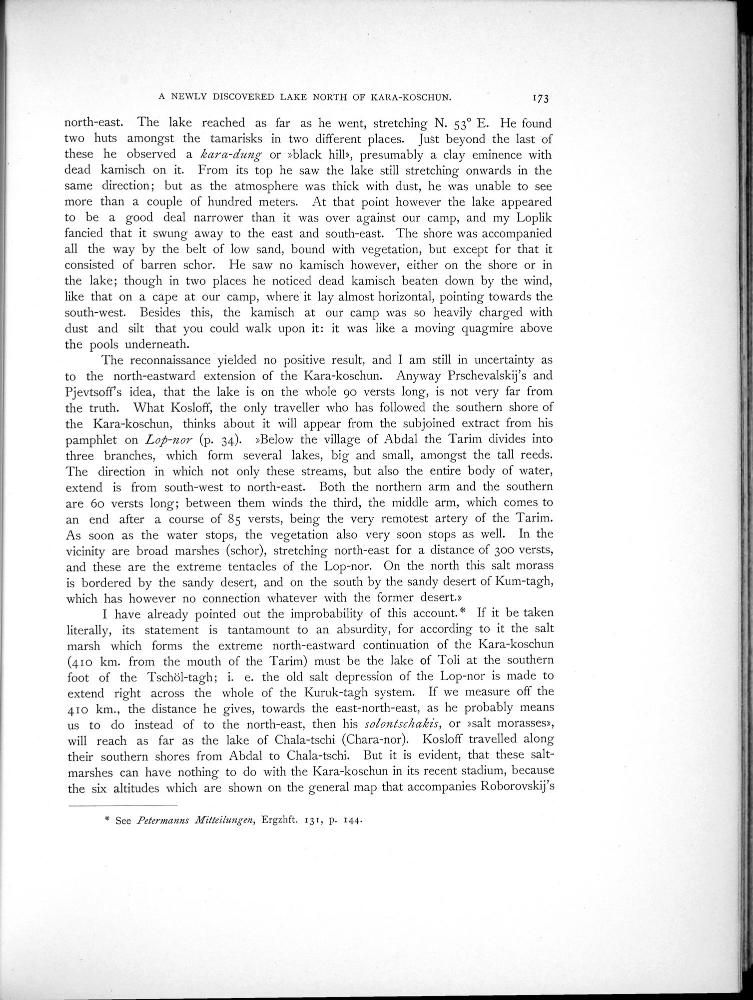 A NEWLY DISCOVERED LAKE NORTH OF KARA-KOSCHUN. 173
north-east. The lake reached as far as he went, stretching N. 53° E. He found
two huts amongst the tamarisks in two different places. Just beyond the last of
these he observed a kara-dung or »black hill», presumably a clay eminence with
dead kamisch on it. From its top he saw the lake still stretching onwards in the
same direction; but as the atmosphere was thick with dust, he was unable to see
more than a couple of hundred meters. At that point however the lake appeared
to be a good deal narrower than it was over against our camp, and my Loplik
fancied that it swung away to the east and south-east. The shore was accompanied
all the way by the belt of low sand, bound with vegetation, but except for that it
consisted of barren schor. He saw no kamisch however, either on the shore or in
the lake; though in two places he noticed dead kamisch beaten down by the wind,
like that on a cape at our camp, where it lay almost horizontal, pointing towards the
south-west. Besides this, the kamisch at our camp was so heavily charged with
dust and silt that you could walk upon it: it was like a moving quagmire above
the pools underneath.
The reconnaissance yielded no positive result, and I am still in uncertainty as
to the north-eastward extension of the Kara-koschun. Anyway Prschevalskij's and
Pjevtsoff's idea, that the lake is on the whole 90 versts long, is not very far from
the truth. What Kosloff, the only traveller who has followed the southern shore of
the Kara-koschun, thinks about it will appear from the subjoined extract from his
pamphlet on Lop-nor (p. 34). »Below the village of Abdal the Tarim divides into
three branches, which form several lakes, big and small, amongst the tall reeds.
The direction in which not only these streams, but also the entire body of water,
extend is from south-west to north-east. Both the northern arm and the southern
are 60 versts long; between them winds the third, the middle arm, which comes to
an end after a course of 85 versts, being the very remotest artery of the Tarim.
As soon as the water stops, the vegetation also very soon stops as well. In the
vicinity are broad marshes (schor), stretching north-east for a distance of 300 versts,
and these are the extreme tentacles of the Lop-nor. On the north this salt morass
is bordered by the sandy desert, and on the south by the sandy desert of Kum-tagh,
which has however no connection whatever with the former desert.»
I have already pointed out the improbability of this account.* If it be taken
literally, its statement is tantamount to an absurdity, for according to it the salt
marsh which forms the extreme north-eastward continuation of the Kara-koschun
(410 km. from the mouth of the Tarim) must be the lake of Toli at the southern
foot of the Tschöl-tagh; i. e. the old salt depression of the Lop-nor is made to
extend right across the whole of the Kuruk-tagh system. If we measure off the
410 km., the distance he gives, towards the east-north-east, as he probably means
us to do instead of to the north-east, then his solontschakis, or »salt morasses»,
will reach as far as the lake of Chala-tschi (Chara-nor). Kosloff travelled along
their southern shores from Abdal to Chala-tschi. But it is evident, that these salt-
marshes can have nothing to do with the Kara-koschun in its recent stadium, because
the six altitudes which are shown on the general map that accompanies Roborovskij's
* See Petermanns Mitteilungen, Ergzhft. 131, p. 144.